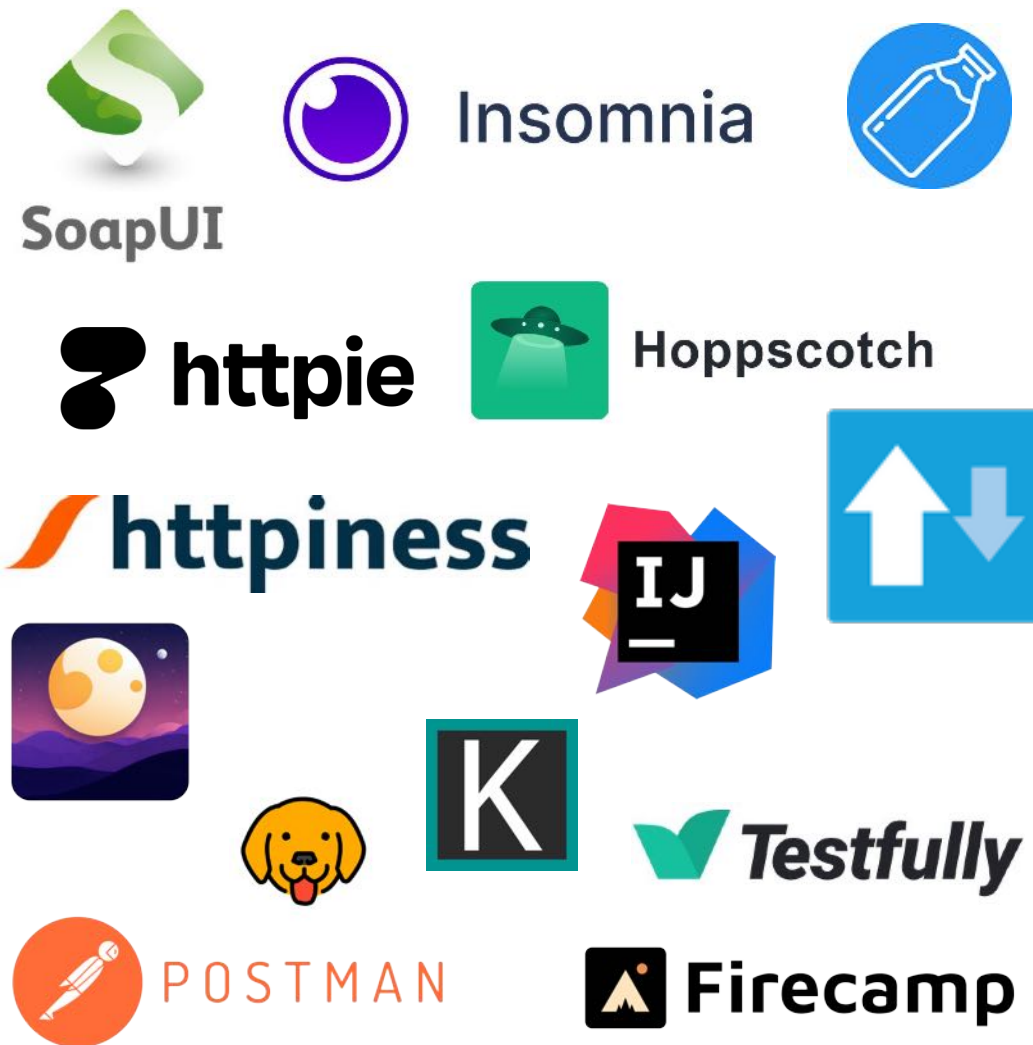 Insomnia
SoapUI
httpie
Hoppscotch
httpiness
IJ
K
Testfully
POSTMAN
Firecamp